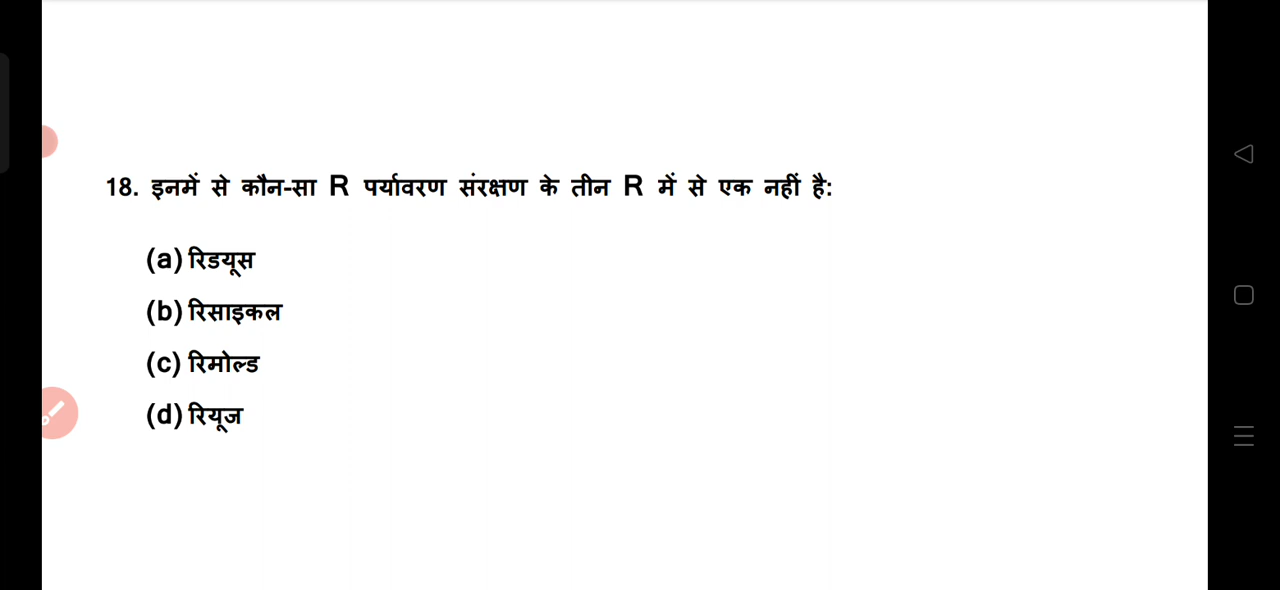 18. इनमें से कौन-सा R पर्यावरण संरक्षण के तीन R में से एक नहीं है:
(a) रिडयूस
(b) रिसाइकल
(c) रिमोल्ड
(d) रियूज